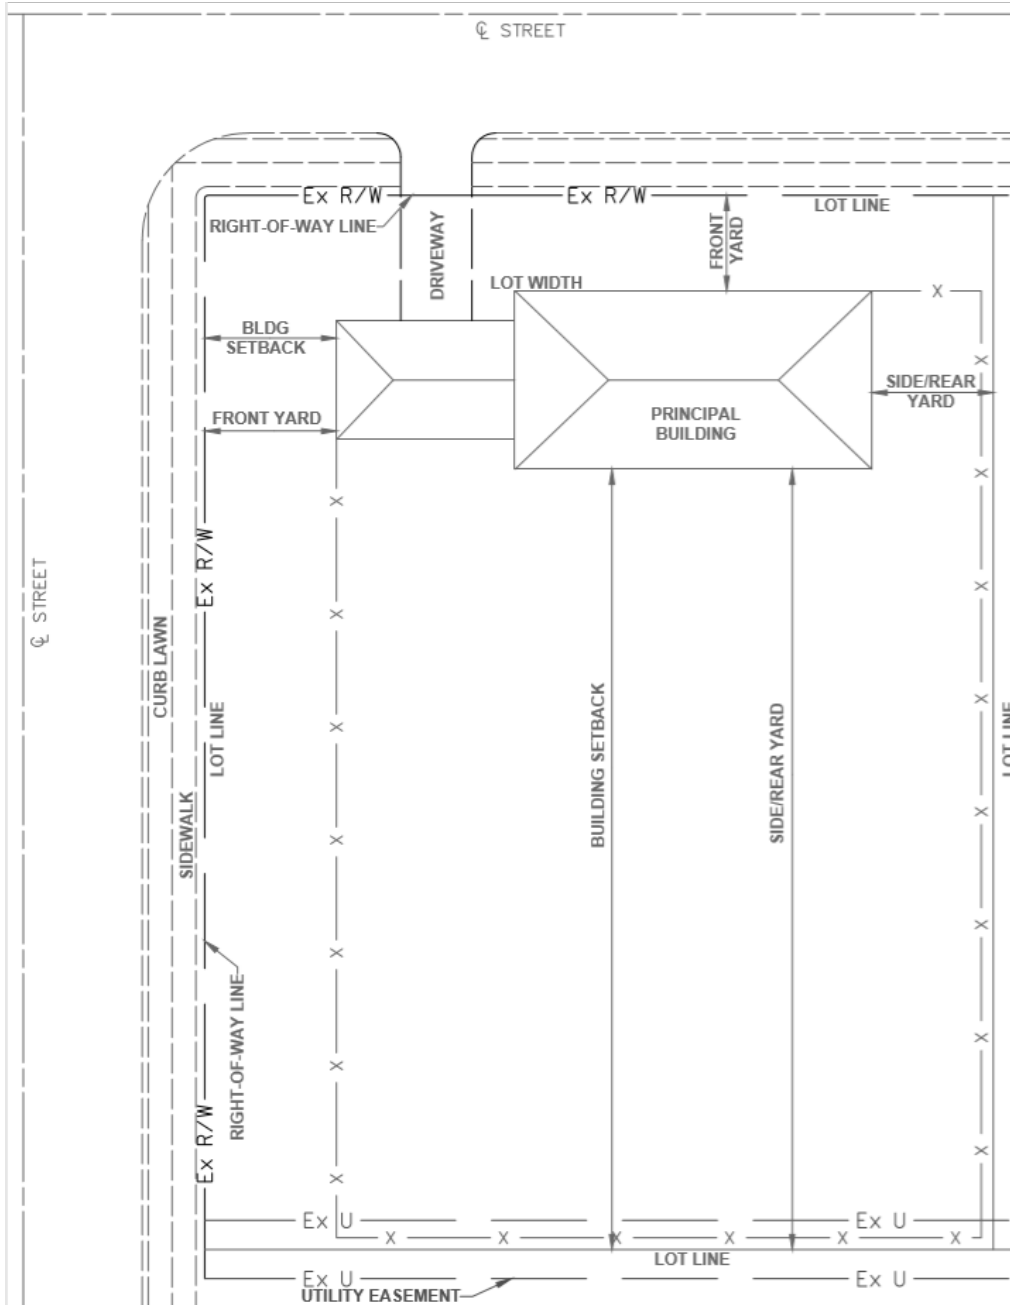 ℄ STREET
Ex R/W
Ex R/W
LOT LINE
RIGHT-OF-WAY LINE
DRIVEWAY
FRONT
YARD
LOT WIDTH
X
BLDG
SETBACK
X
SIDE/REAR
YARD
FRONT YARD
PRINCIPAL
BUILDING
X
X
Ex R/W
℄ STREET
X
X
CURB LAWN
LOT LINE
BUILDING SETBACK
SIDE/REAR YARD
LOT LINE
X
X
SIDEWALK
X
X
X
X
RIGHT-OF-WAY LINE
X
X
Ex R/W
X
X
Ex U
Ex U
X
X
X
X
X
X
LOT LINE
Ex U
Ex U
UTILITY EASEMENT